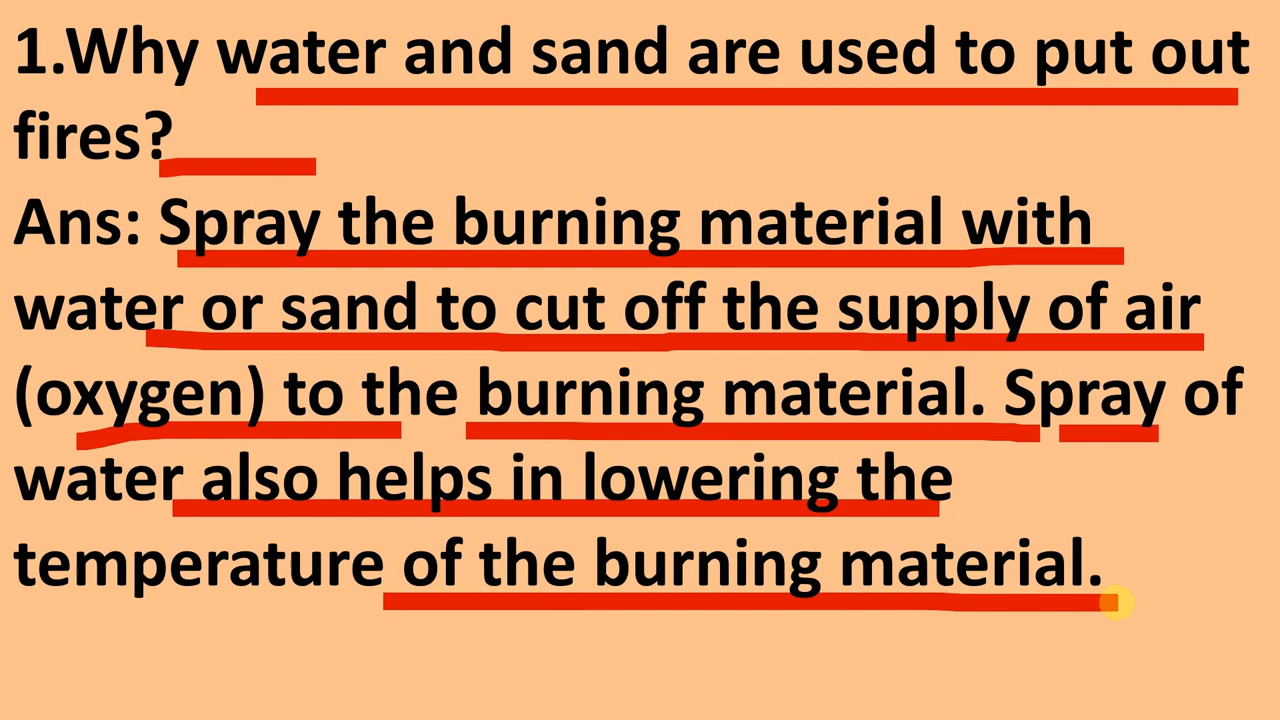 1.Why water and sand are used to put out
fires?
Ans: Spray the burning material with
water or sand to cut off the supply of air
(oxygen) to the burning material. Spray of
water also helps in lowering the
temperature of the burning material.